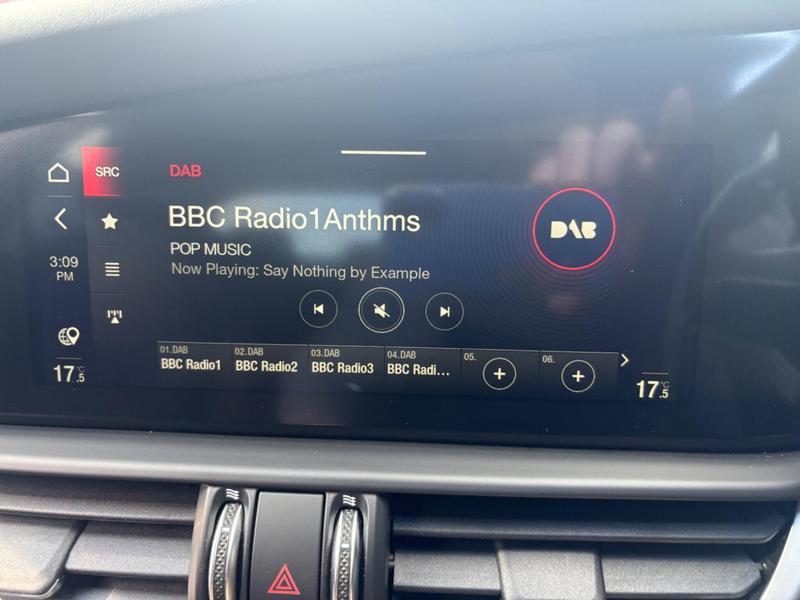 SRC
DAB
BBC Radio1Anthms
POP MUSIC
Now Playing: Say Nothing by Example
DAB
3:09
PM
01.DAB
BBC Radio1
02.DAB
BBC Radio2
03.DAB
BBC Radio3
04.DAB
BBC Radi...
05.
06.
17.5°C
17.5°C